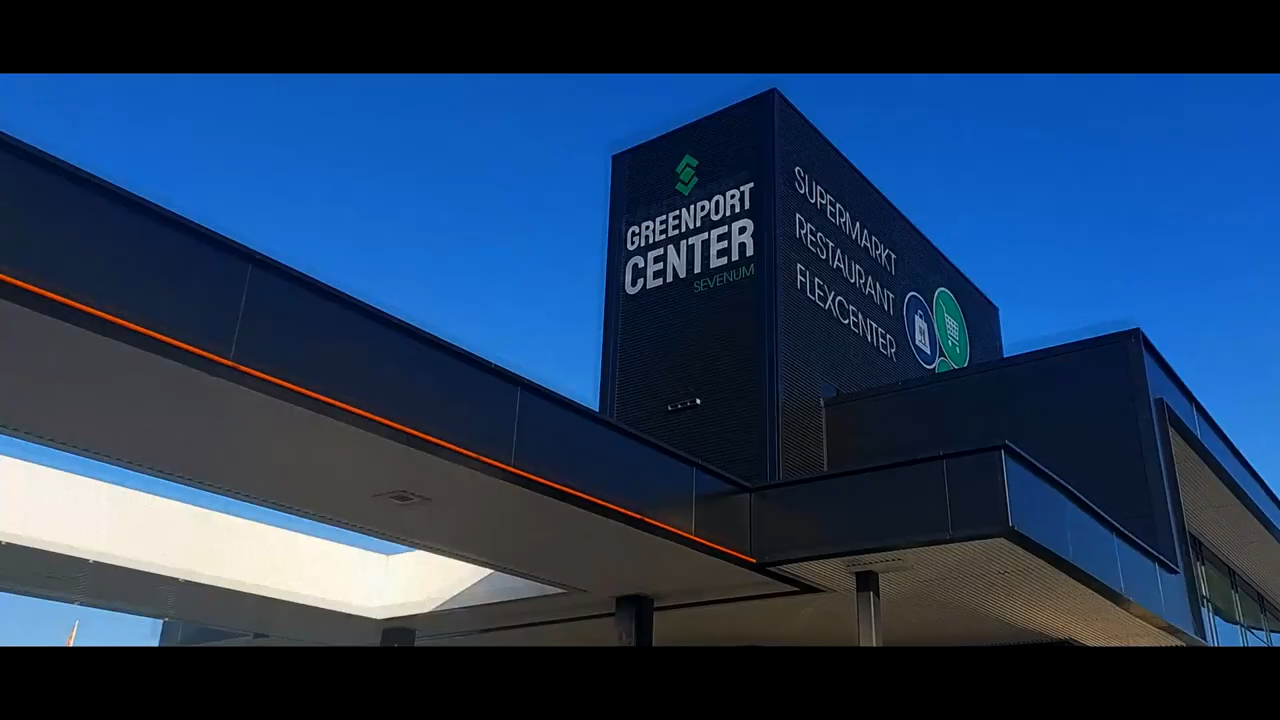 GREENPORT
CENTER
SEVENUM
SUPERMARKT
RESTAURANT
FLEXCENTER